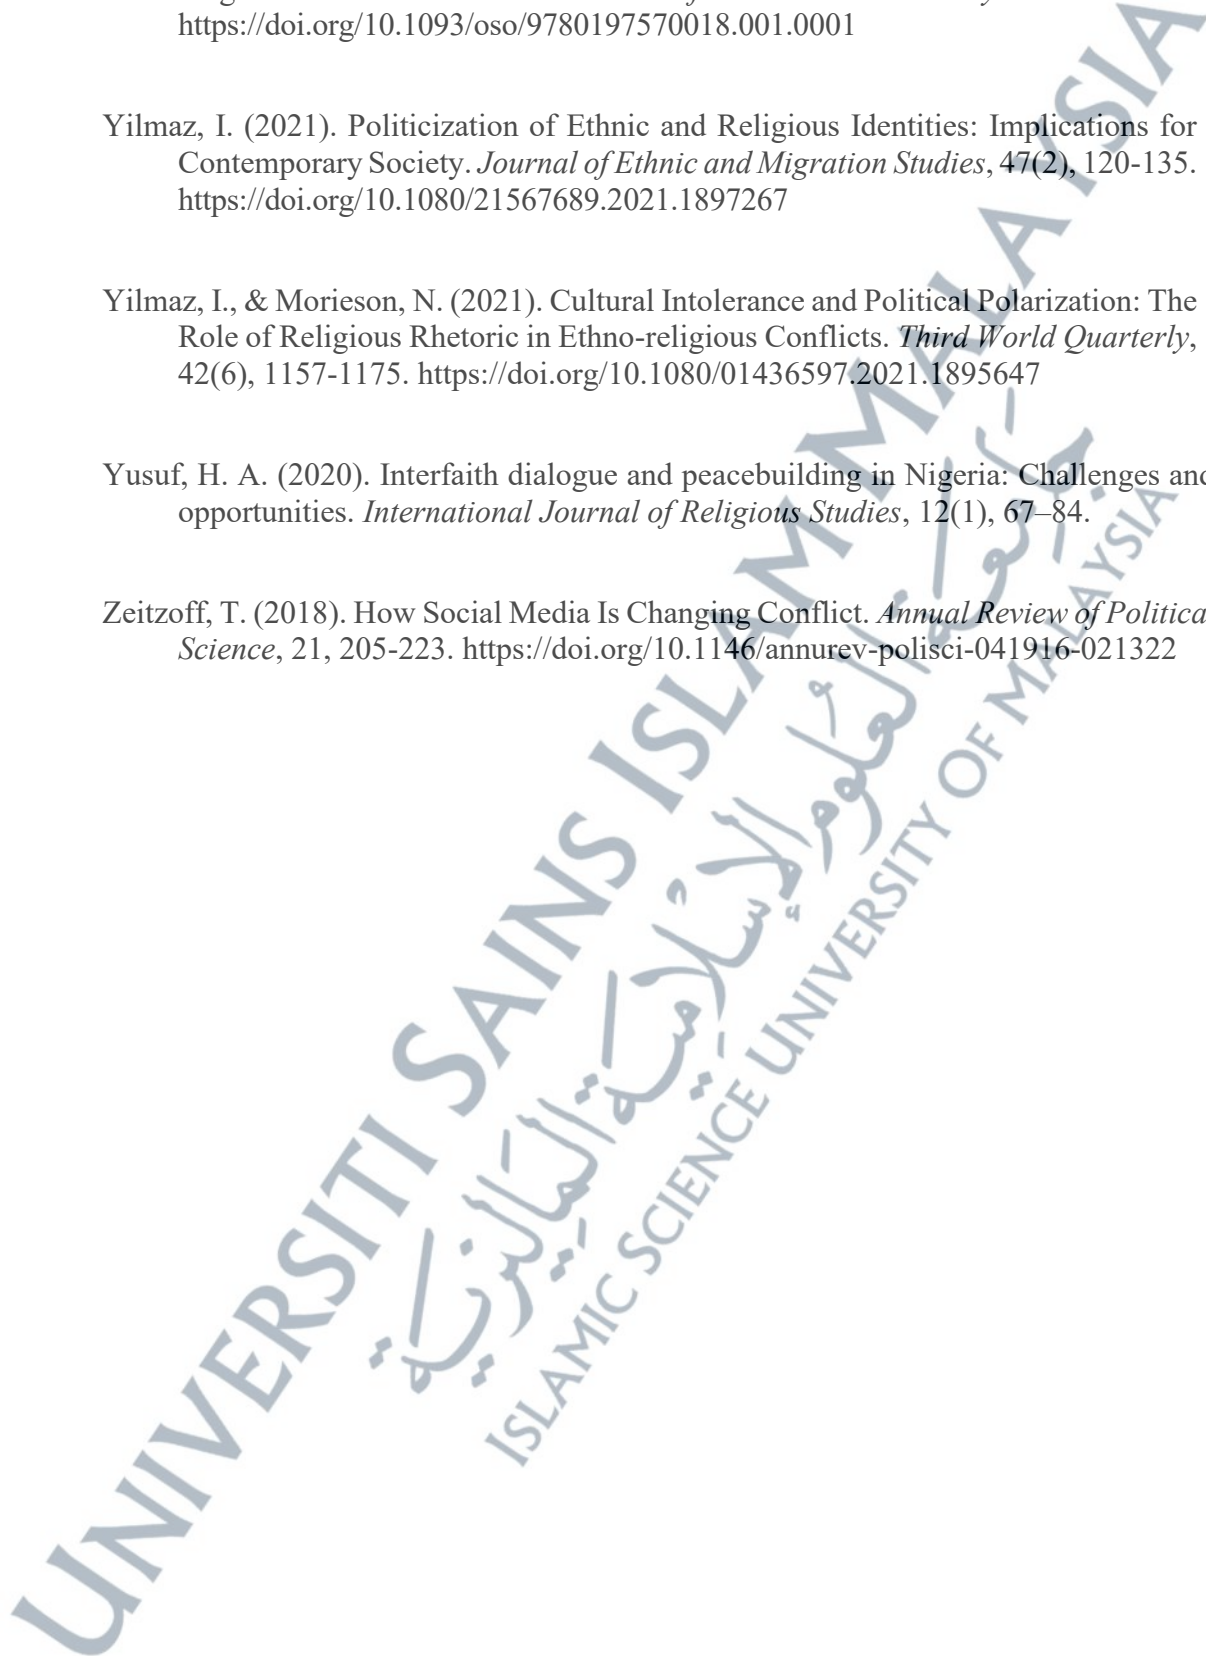 https://doi.org/10.1093/oso/9780197570018.001.0001
Yilmaz, I. (2021). Politicization of Ethnic and Religious Identities: Implications for
Contemporary Society. Journal of Ethnic and Migration Studies, 47(2), 120-135.
https://doi.org/10.1080/21567689.2021.1897267
Yilmaz, I., & Morieson, N. (2021). Cultural Intolerance and Political Polarization: The
Role of Religious Rhetoric in Ethno-religious Conflicts. Third World Quarterly,
42(6), 1157-1175. https://doi.org/10.1080/01436597.2021.1895647
Yusuf, H. A. (2020). Interfaith dialogue and peacebuilding in Nigeria: Challenges and
opportunities. International Journal of Religious Studies, 12(1), 67–84.
Zeitzoff, T. (2018). How Social Media Is Changing Conflict. Annual Review of Politica
Science, 21, 205-223. https://doi.org/10.1146/annurev-polisci-041916-021322
UNIVERSITI SAINS ISLAM MALAYSIA
جامعة العلوم الإسلامية الماليزية
ISLAMIC SCIENCE UNIVERSITY OF MALAYSIA